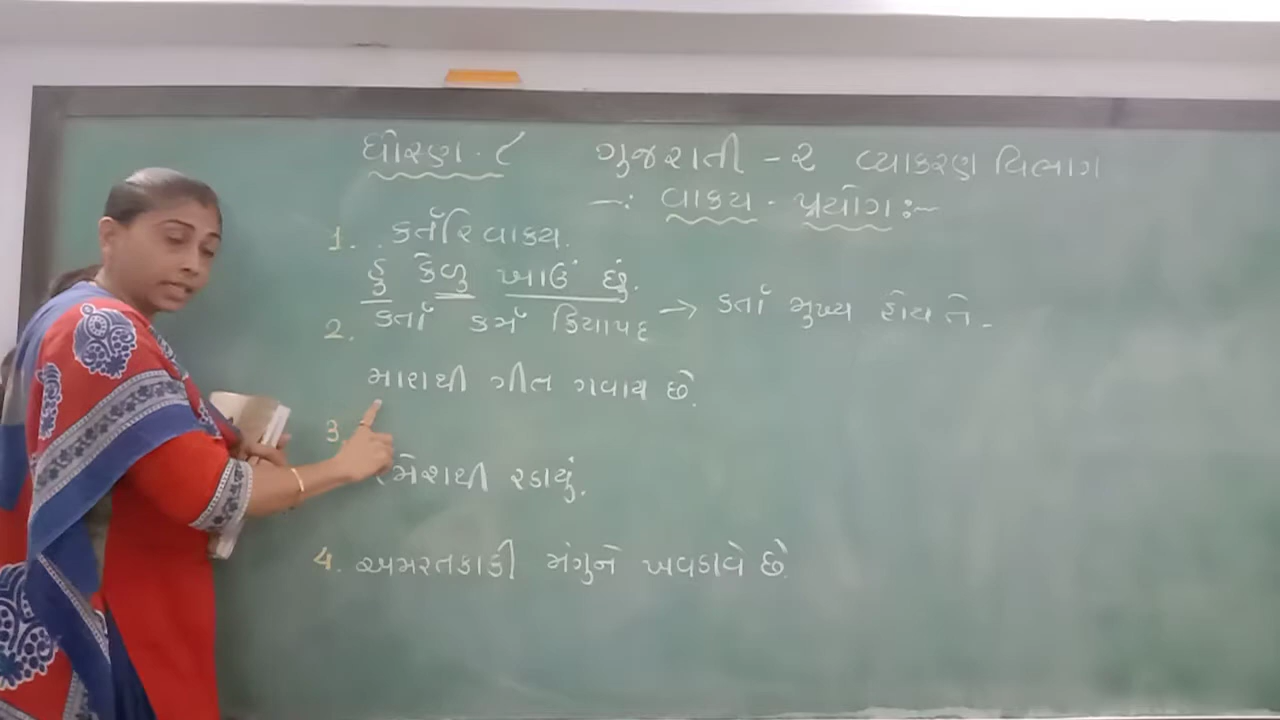 ધોરણ. ૮ ગુજરાતી - ૨ વ્યાકરણ વિભાગ
-: વાક્ય - પ્રયોગ :-
1. કર્તરિ વાક્ય.
હું કેળુ ખાઉં છું.
કર્તા કર્મ ક્રિયાપદ → કર્તા મુખ્ય હોય તે -
2.
મારાથી ગીત ગવાય છે.
3.
રમેશથી રડાયું.
4. અમરતકાકી મંગુને ખવડાવે છે.